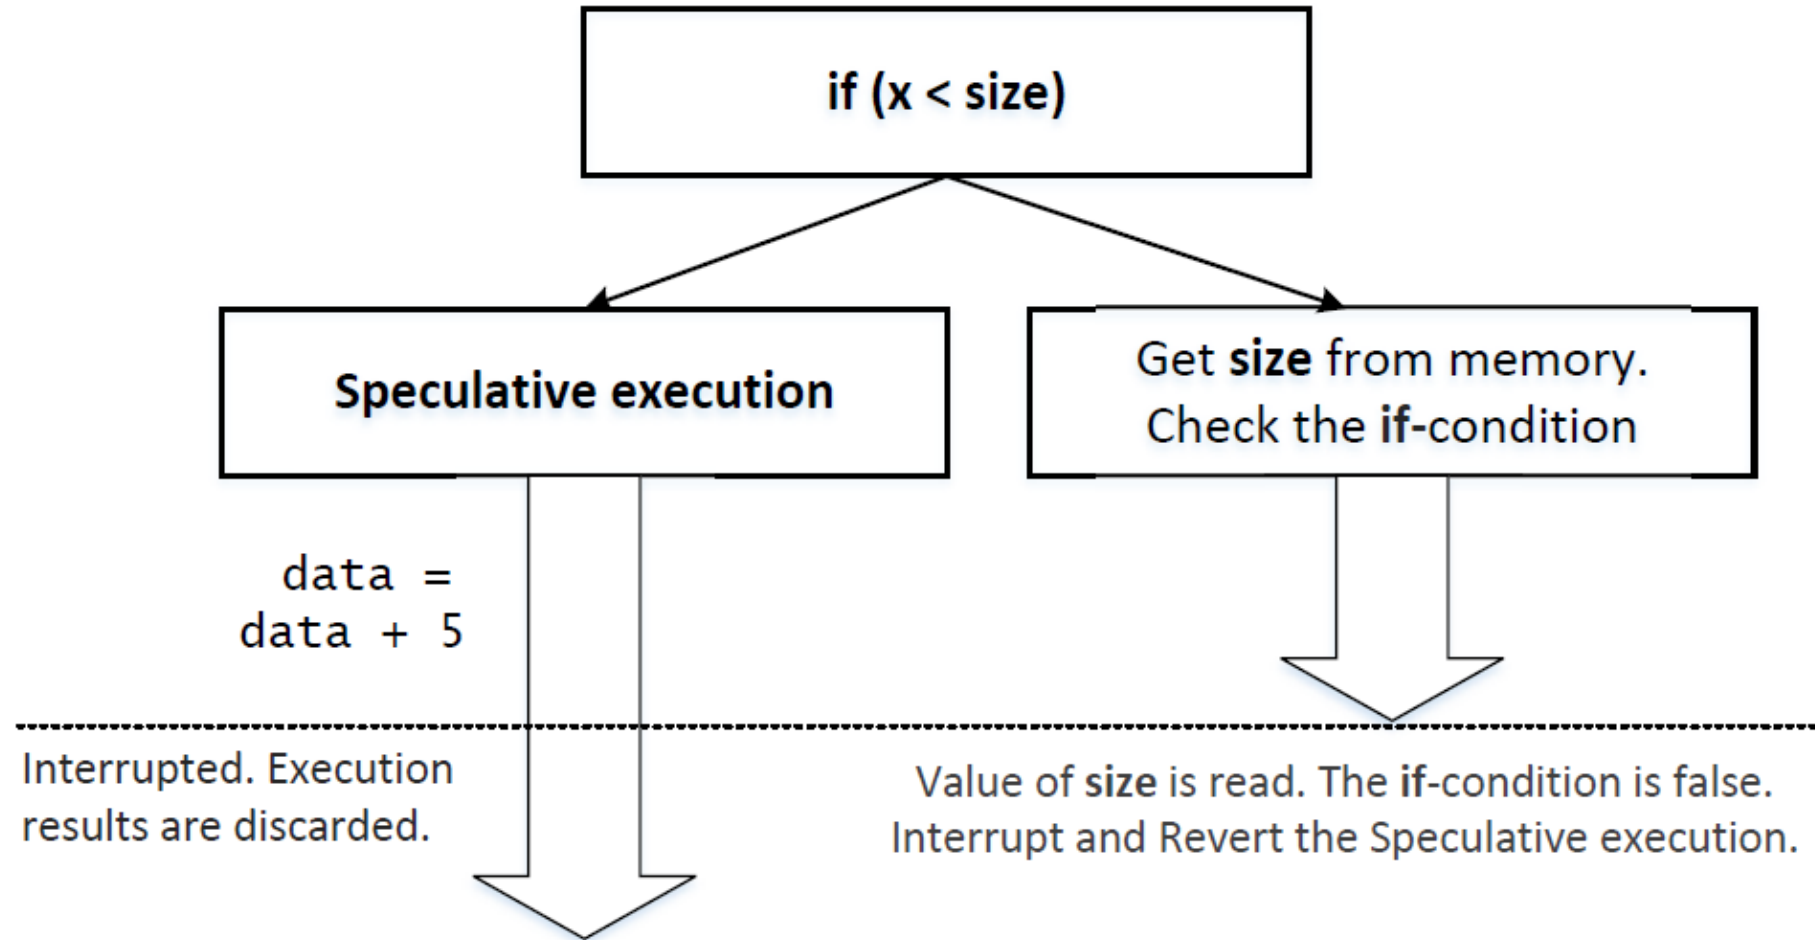 if (x < size)
Speculative execution
Get size from memory.
Check the if-condition
data =
data + 5
Interrupted. Execution
results are discarded.
Value of size is read. The if-condition is false.
Interrupt and Revert the Speculative execution.